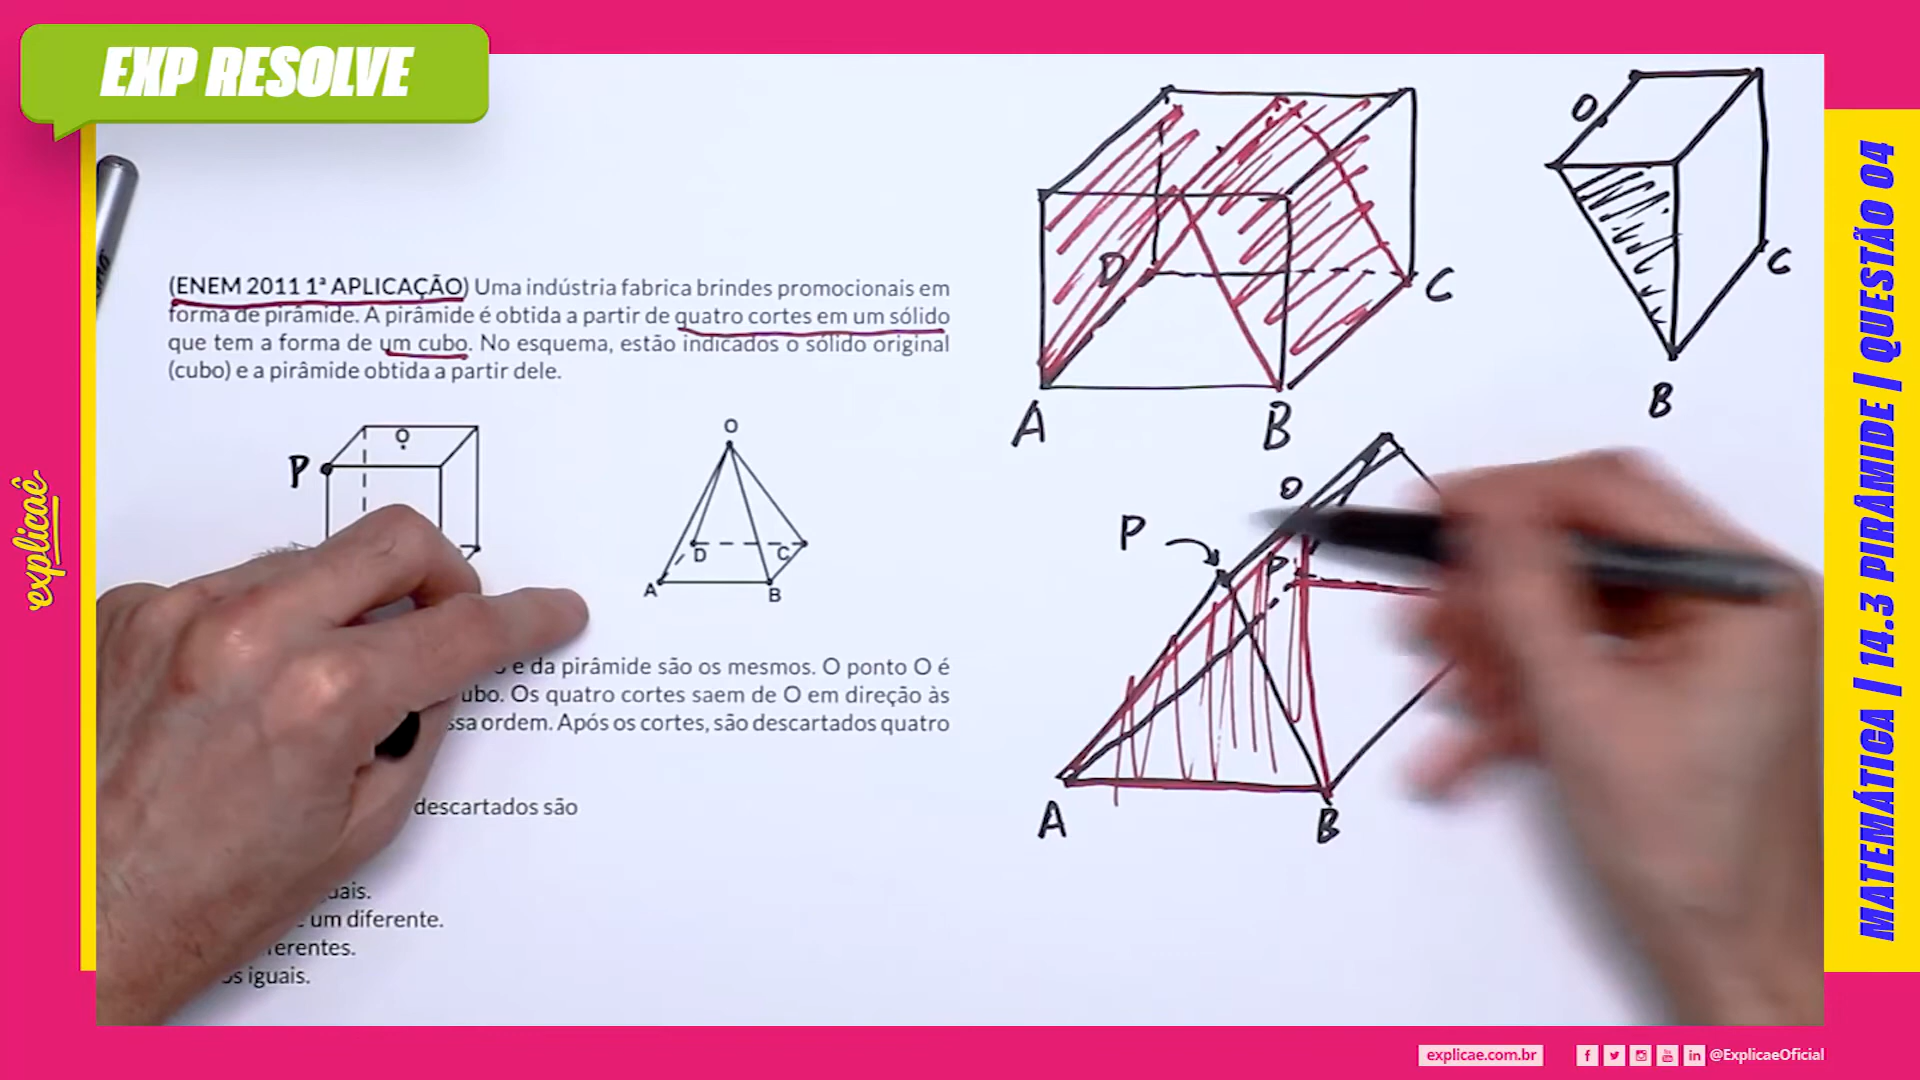 EXP RESOLVE
(ENEM 2011 1ª APLICAÇÃO) Uma indústria fabrica brindes promocionais em
forma de pirâmide. A pirâmide é obtida a partir de quatro cortes em um sólido
que tem a forma de um cubo. No esquema, estão indicados o sólido original
(cubo) e a pirâmide obtida a partir dele.
P
O
O
D
C
A
B
e da pirâmide são os mesmos. O ponto O é
Os quatro cortes saem de O em direção às
ordem. Após os cortes, são descartados quatro
descartados são
um diferente.
iguais.
D
C
A
B
O
C
B
P
O
P
A
B
explicaê
MATEMÁTICA | 14.3 PIRÂMIDE | QUESTÃO 04
explicae.com.br
@ExplicaeOficial